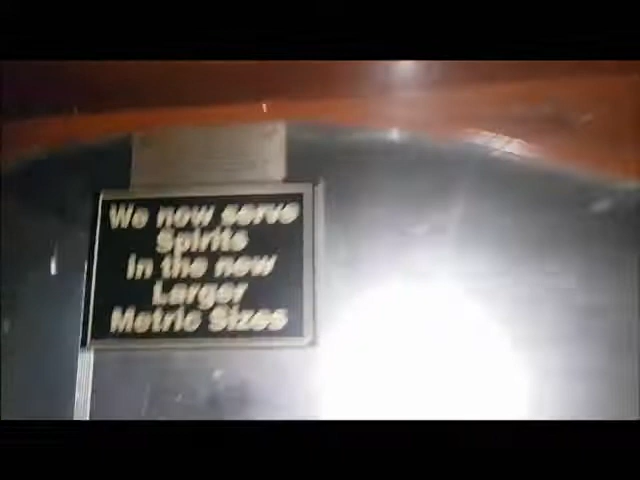 We now serve
Spirits
in the new
Larger
Metric Sizes